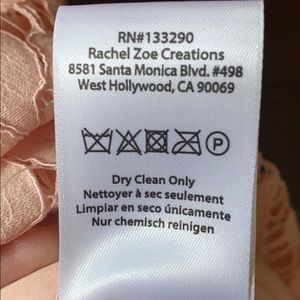 RN#133290
Rachel Zoe Creations
8581 Santa Monica Blvd. #498
West Hollywood, CA 90069
P
Dry Clean Only
Nettoyer à sec seulement
Limpiar en seco únicamente
Nur chemisch reinigen